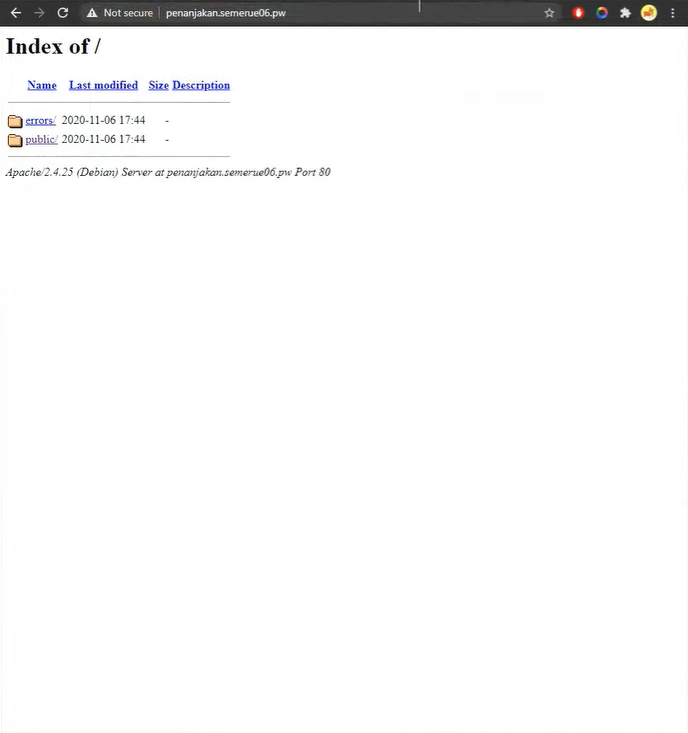 Not secure | penanjakan.semerue06.pw
Index of /
Name Last modified Size Description
errors/ 2020-11-06 17:44 -
public/ 2020-11-06 17:44 -
Apache/2.4.25 (Debian) Server at penanjakan.semerue06.pw Port 80